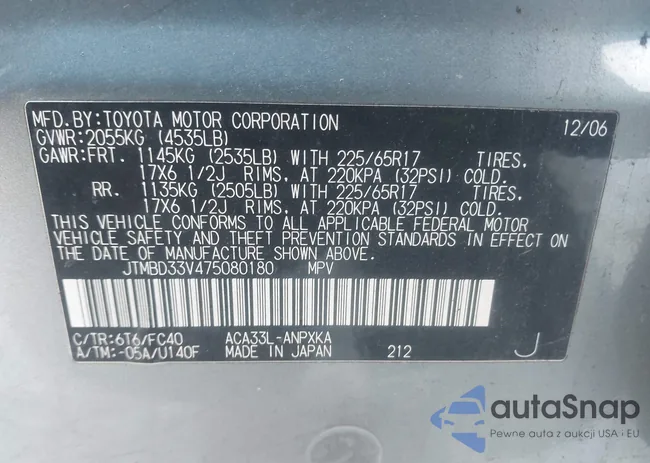 MFD.BY:TOYOTA MOTOR CORPORATION 12/06
GVWR:2055KG (4535LB)
GAWR:FRT. 1145KG (2535LB) WITH 225/65R17 TIRES,
17X6 1/2J RIMS, AT 220KPA (32PSI) COLD.
RR. 1135KG (2505LB) WITH 225/65R17 TIRES,
17X6 1/2J RIMS, AT 220KPA (32PSI) COLD.
THIS VEHICLE CONFORMS TO ALL APPLICABLE FEDERAL MOTOR
VEHICLE SAFETY AND THEFT PREVENTION STANDARDS IN EFFECT ON
THE DATE OF MANUFACTURE SHOWN ABOVE.
JTMBD33V475080180 MPV
C/TR:6T6/FC40 ACA33L-ANPXKA
A/TM:-05A/U140F MADE IN JAPAN 212 J
autoSnap
Pewne auta z aukcji USA i EU